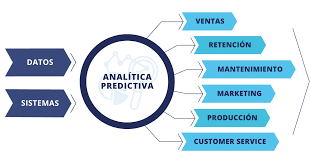 DATOS
SISTEMAS
ANALÍTICA
PREDICTIVA
VENTAS
RETENCIÓN
MANTENIMIENTO
MARKETING
PRODUCCIÓN
CUSTOMER SERVICE